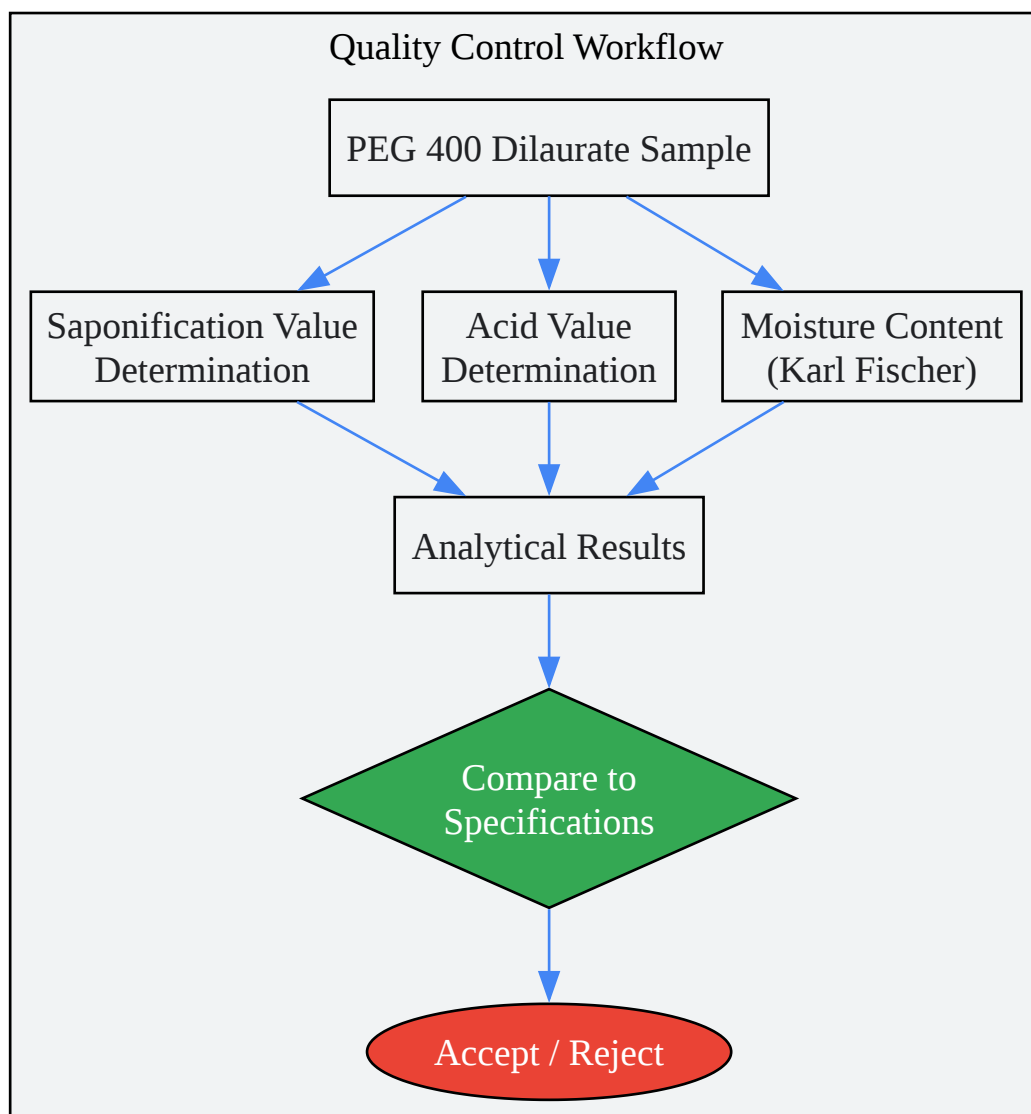 Quality Control Workflow
PEG 400 Dilaurate Sample
Saponification Value
Determination
Acid Value
Determination
Moisture Content
(Karl Fischer)
Analytical Results
Compare to
Specifications
Accept / Reject